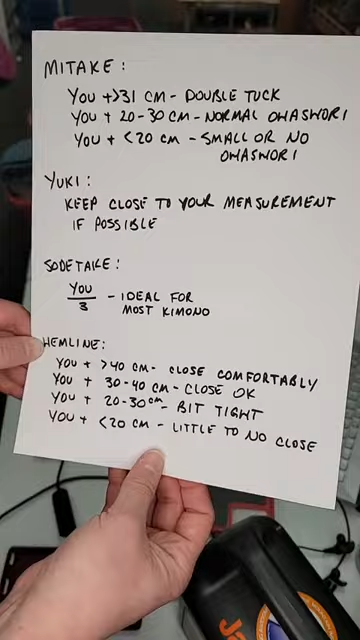 MITAKE:
YOU +>31 CM - DOUBLE TUCK
YOU + 20-30 CM - NORMAL OHASHORI
YOU + <20 CM - SMALL OR NO
OHASHORI
YUKI:
KEEP CLOSE TO YOUR MEASUREMENT
IF POSSIBLE
SODETAKE:
YOU/3 - IDEAL FOR
MOST KIMONO
HEMLINE:
YOU + >40 CM - CLOSE COMFORTABLY
YOU + 30-40 CM - CLOSE OK
YOU + 20-30 CM - BIT TIGHT
YOU + <20 CM - LITTLE TO NO CLOSE